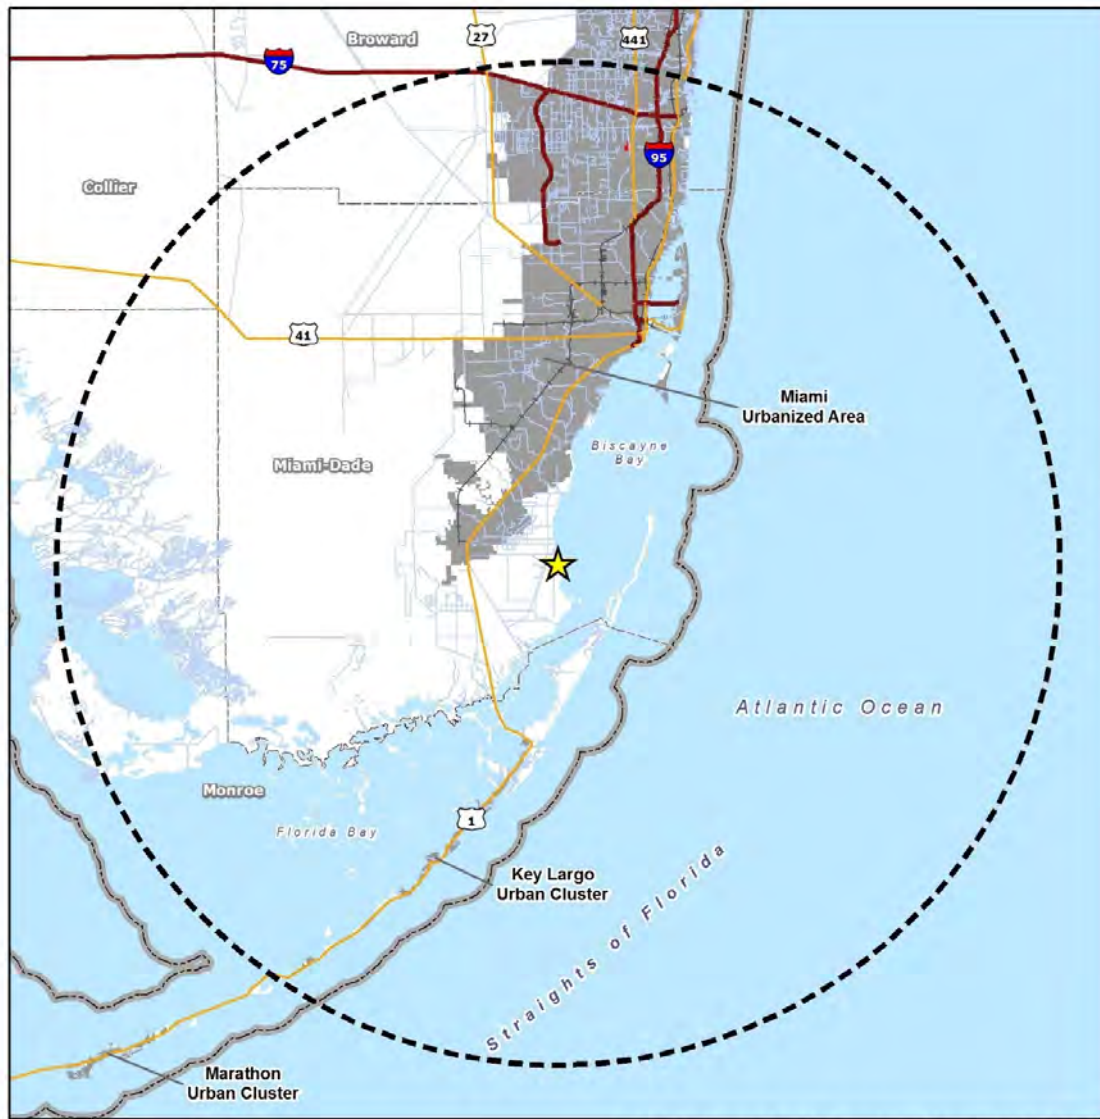 Broward
27
441
75
95
Collier
41
Miami
Urbanized Area
Biscayne
Bay
Miami-Dade
Atlantic Ocean
Monroe
1
Florida Bay
Key Largo
Urban Cluster
Straights of Florida
Marathon
Urban Cluster